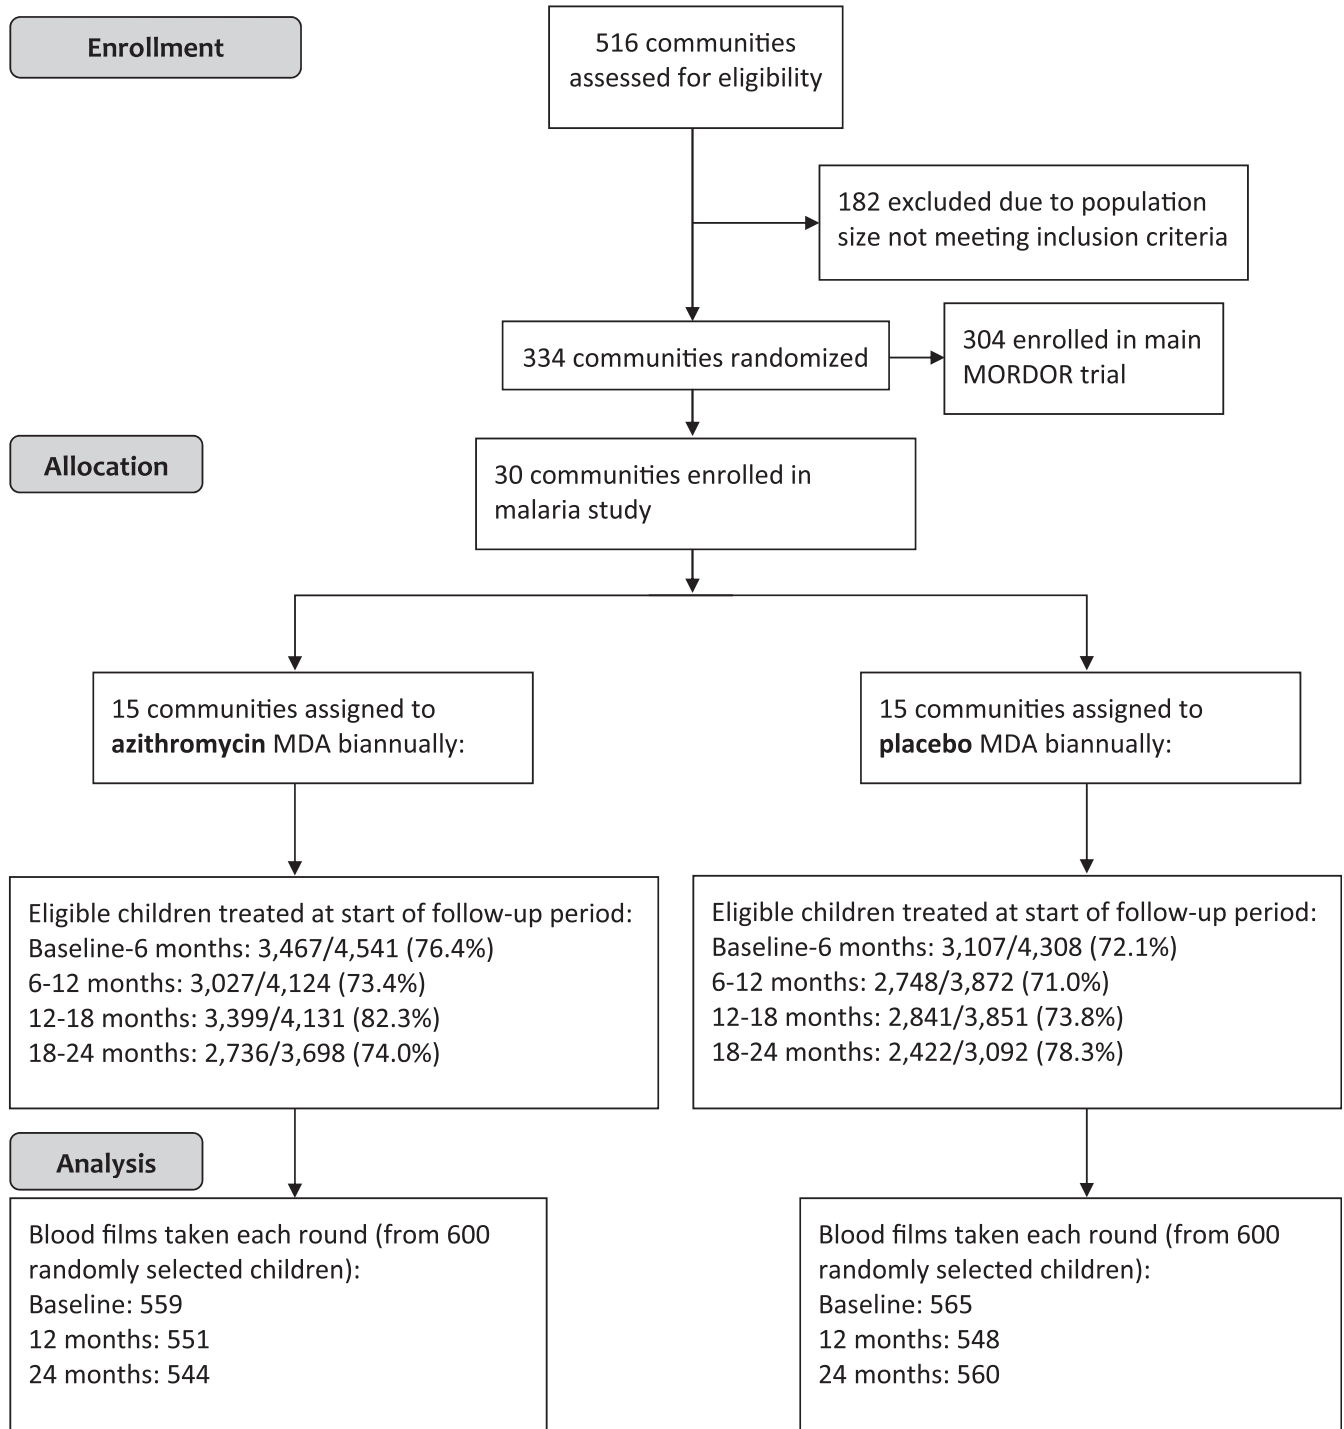 Enrollment
516 communities
assessed for eligibility
182 excluded due to population
size not meeting inclusion criteria
334 communities randomized
304 enrolled in main
MORDOR trial
Allocation
30 communities enrolled in
malaria study
15 communities assigned to
azithromycin MDA biannually:
15 communities assigned to
placebo MDA biannually:
Eligible children treated at start of follow-up period:
Baseline-6 months: 3,467/4,541 (76.4%)
6-12 months: 3,027/4,124 (73.4%)
12-18 months: 3,399/4,131 (82.3%)
18-24 months: 2,736/3,698 (74.0%)
Eligible children treated at start of follow-up period:
Baseline-6 months: 3,107/4,308 (72.1%)
6-12 months: 2,748/3,872 (71.0%)
12-18 months: 2,841/3,851 (73.8%)
18-24 months: 2,422/3,092 (78.3%)
Analysis
Blood films taken each round (from 600
randomly selected children):
Baseline: 559
12 months: 551
24 months: 544
Blood films taken each round (from 600
randomly selected children):
Baseline: 565
12 months: 548
24 months: 560